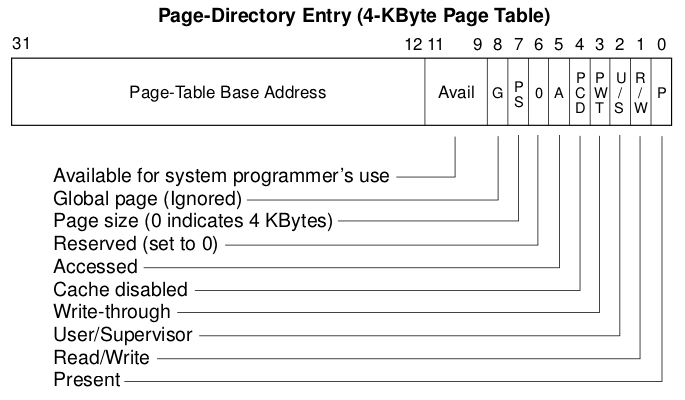 Page-Directory Entry (4-KByte Page Table)
31 12 11 9 8 7 6 5 4 3 2 1 0
Page-Table Base Address Avail G PS 0 A PCD PWT U/S R/W P
Available for system programmer's use
Global page (Ignored)
Page size (0 indicates 4 KBytes)
Reserved (set to 0)
Accessed
Cache disabled
Write-through
User/Supervisor
Read/Write
Present